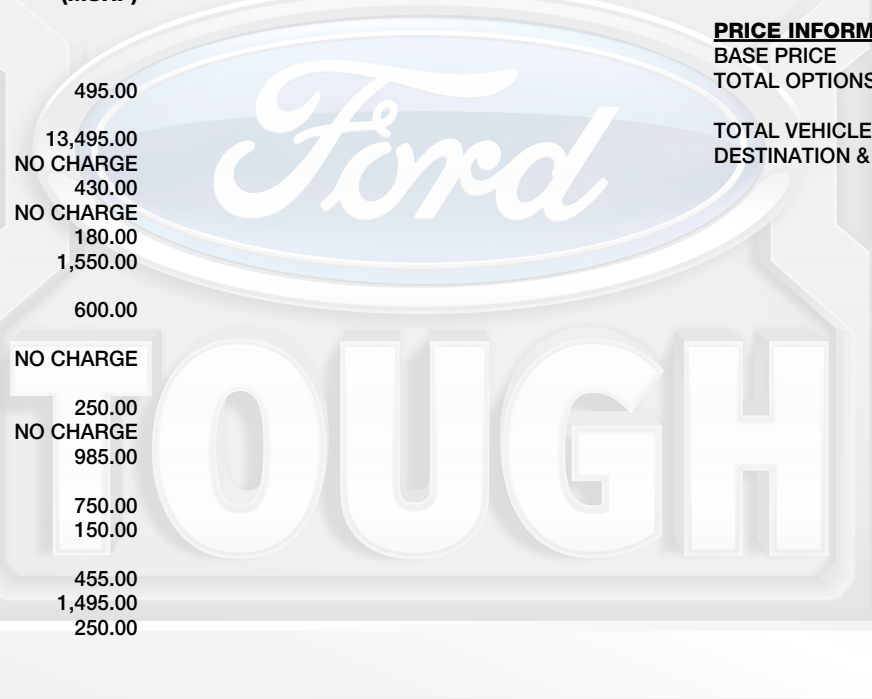 495.00
13,495.00
NO CHARGE
430.00
NO CHARGE
180.00
1,550.00
600.00
NO CHARGE
250.00
NO CHARGE
985.00
750.00
150.00
455.00
1,495.00
250.00
PRICE
BASE PRICE
TOTAL OPTIONS
TOTAL VEHICLE
DESTINATION &
Ford
TOUGH